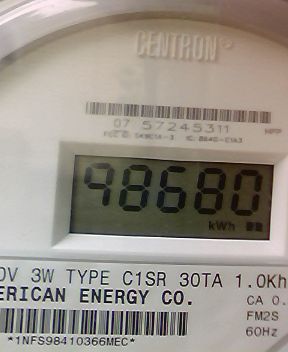 CENTRON®
07 57245311
98680
kWh
0V 3W TYPE C1SR 30TA 1.0Kh
ERICAN ENERGY CO.
CA 0.
FM2S
60Hz
*1NFS98410366MEC*